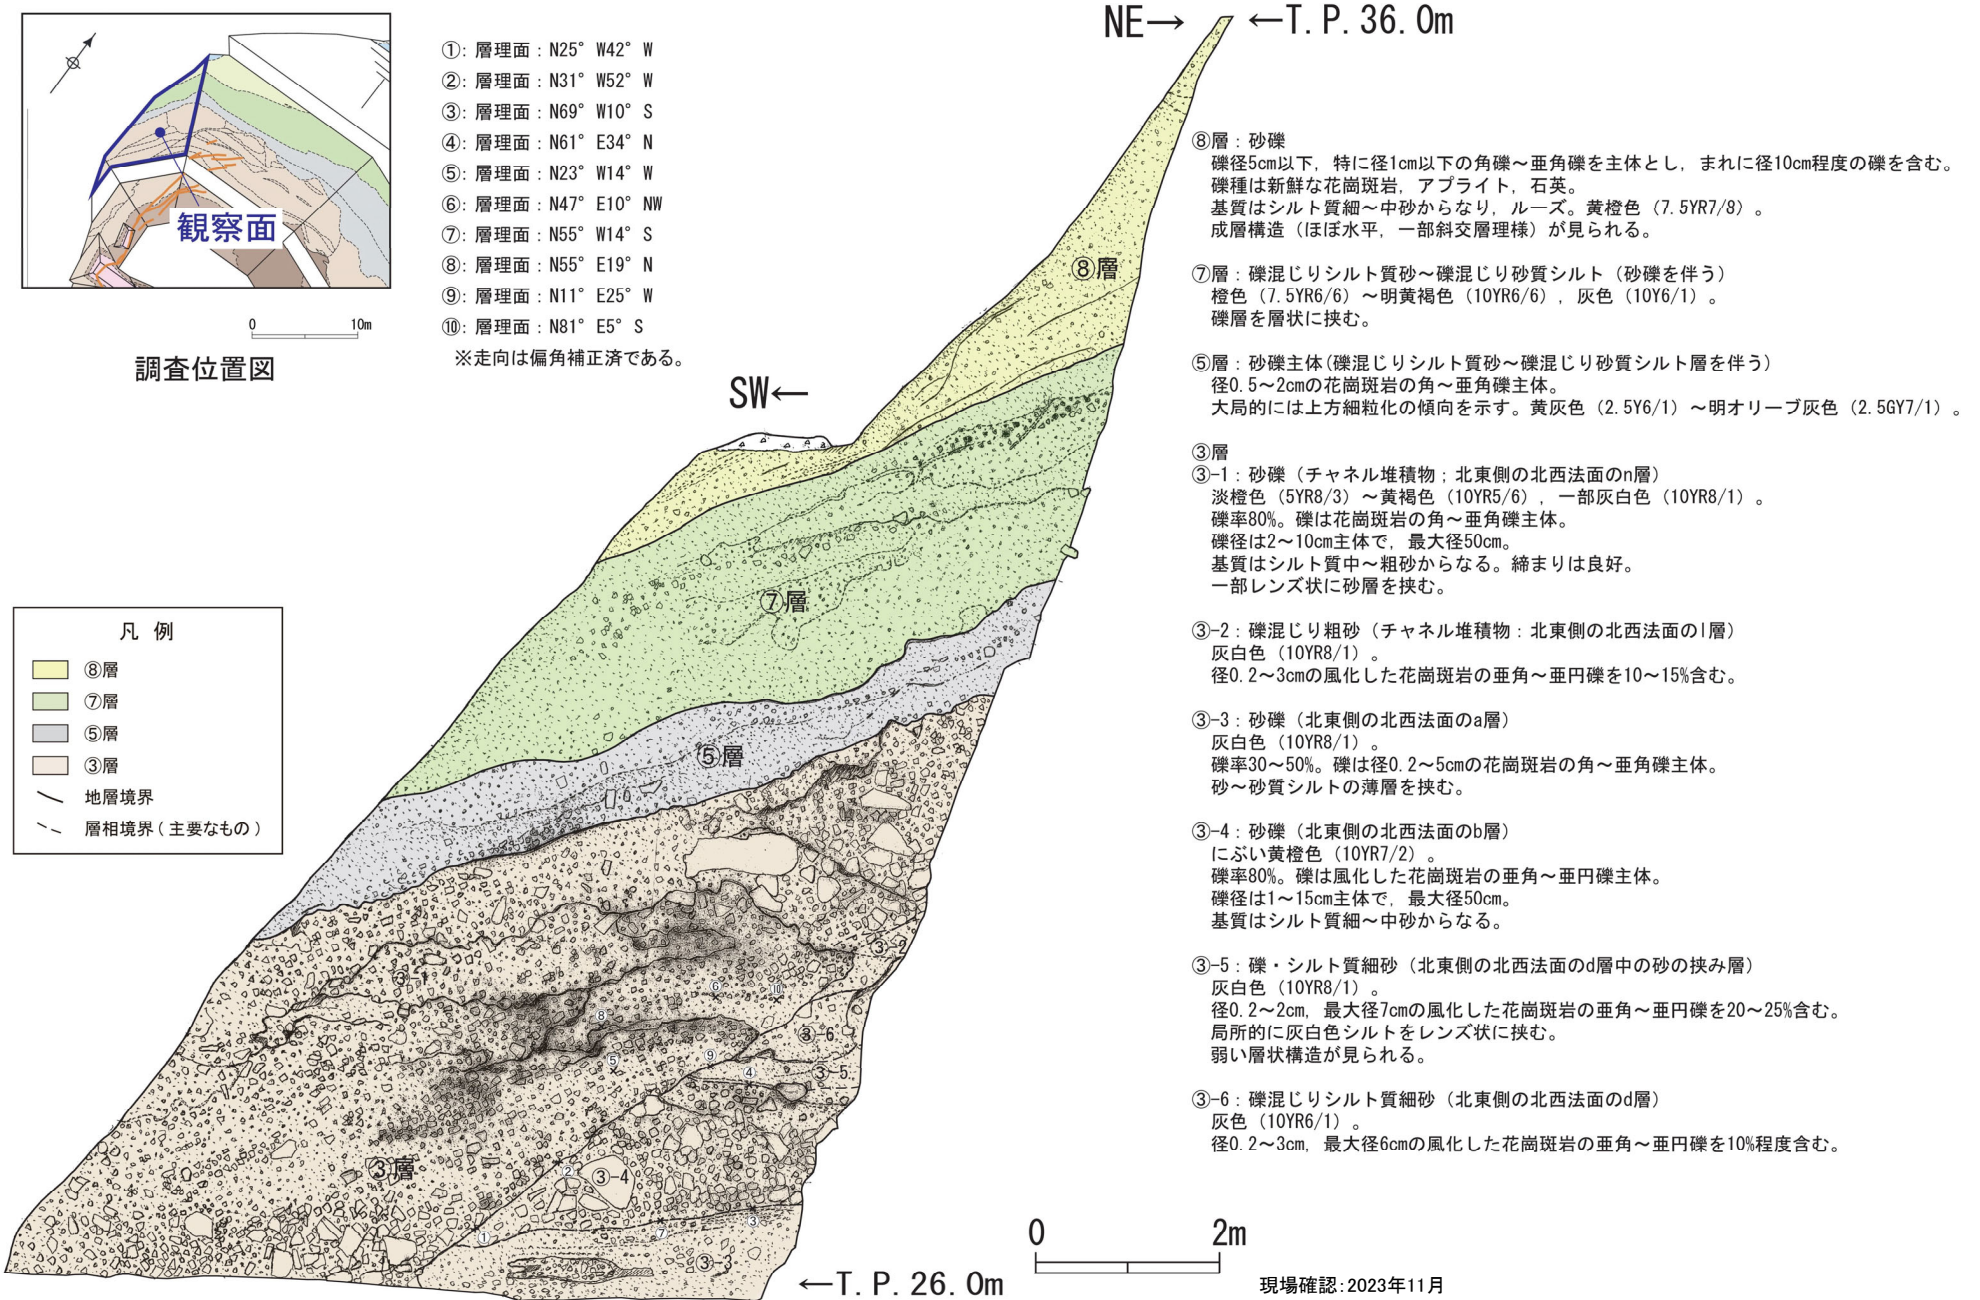 観察面
0 10m
調査位置図
①: 層理面：N25° W42° W
②: 層理面：N31° W52° W
③: 層理面：N69° W10° S
④: 層理面：N61° E34° N
⑤: 層理面：N23° W14° W
⑥: 層理面：N47° E10° NW
⑦: 層理面：N55° W14° S
⑧: 層理面：N55° E19° N
⑨: 層理面：N11° E25° W
⑩: 層理面：N81° E5° S
※走向は偏角補正済である。
NE→ ←T.P.36.0m
SW←
⑧層
⑦層
⑤層
③-1
③-2
⑥
⑩
⑧
③-6
⑨
⑤
④
③-5
③層
②
③-4
③
①
⑦
③-3
←T.P.26.0m
凡 例
⑧層
⑦層
⑤層
③層
地層境界
層相境界(主要なもの)
⑧層：砂礫
礫径5cm以下，特に径1cm以下の角礫～亜角礫を主体とし，まれに径10cm程度の礫を含む。
礫種は新鮮な花崗斑岩，アプライト，石英。
基質はシルト質細～中砂からなり，ルーズ。黄橙色（7.5YR7/8）。
成層構造（ほぼ水平，一部斜交層理様）が見られる。
⑦層：礫混じりシルト質砂～礫混じり砂質シルト（砂礫を伴う）
橙色（7.5YR6/6）～明黄褐色（10YR6/6），灰色（10Y6/1）。
礫層を層状に挟む。
⑤層：砂礫主体(礫混じりシルト質砂～礫混じり砂質シルト層を伴う)
径0.5～2cmの花崗斑岩の角～亜角礫主体。
大局的には上方細粒化の傾向を示す。黄灰色（2.5Y6/1）～明オリーブ灰色（2.5GY7/1）。
③層
③-1：砂礫（チャネル堆積物；北東側の北西法面のn層）
淡橙色（5YR8/3）～黄褐色（10YR5/6），一部灰白色（10YR8/1）。
礫率80%。礫は花崗斑岩の角～亜角礫主体。
礫径は2～10cm主体で，最大径50cm。
基質はシルト質中～粗砂からなる。締まりは良好。
一部レンズ状に砂層を挟む。
③-2：礫混じり粗砂（チャネル堆積物：北東側の北西法面のl層）
灰白色（10YR8/1）。
径0.2～3cmの風化した花崗斑岩の亜角～亜円礫を10～15%含む。
③-3：砂礫（北東側の北西法面のa層）
灰白色（10YR8/1）。
礫率30～50%。礫は径0.2～5cmの花崗斑岩の角～亜角礫主体。
砂～砂質シルトの薄層を挟む。
③-4：砂礫（北東側の北西法面のb層）
にぶい黄橙色（10YR7/2）。
礫率80%。礫は風化した花崗斑岩の亜角～亜円礫主体。
礫径は1～15cm主体で，最大径50cm。
基質はシルト質細～中砂からなる。
③-5：礫・シルト質細砂（北東側の北西法面のd層中の砂の挟み層）
灰白色（10YR8/1）。
径0.2～2cm，最大径7cmの風化した花崗斑岩の亜角～亜円礫を20～25%含む。
局所的に灰白色シルトをレンズ状に挟む。
弱い層状構造が見られる。
③-6：礫混じりシルト質細砂（北東側の北西法面のd層）
灰色（10YR6/1）。
径0.2～3cm，最大径6cmの風化した花崗斑岩の亜角～亜円礫を10%程度含む。
0 2m
現場確認:2023年11月